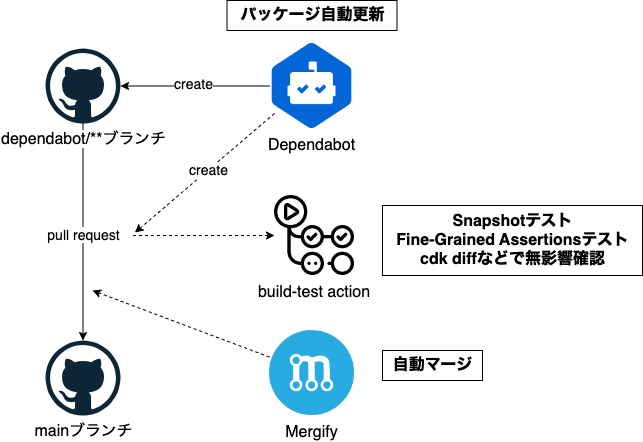 パッケージ自動更新
create
dependabot/**ブランチ
Dependabot
create
pull request
Snapshotテスト
Fine-Grained Assertionsテスト
cdk diffなどで無影響確認
build-test action
自動マージ
mainブランチ
Mergify